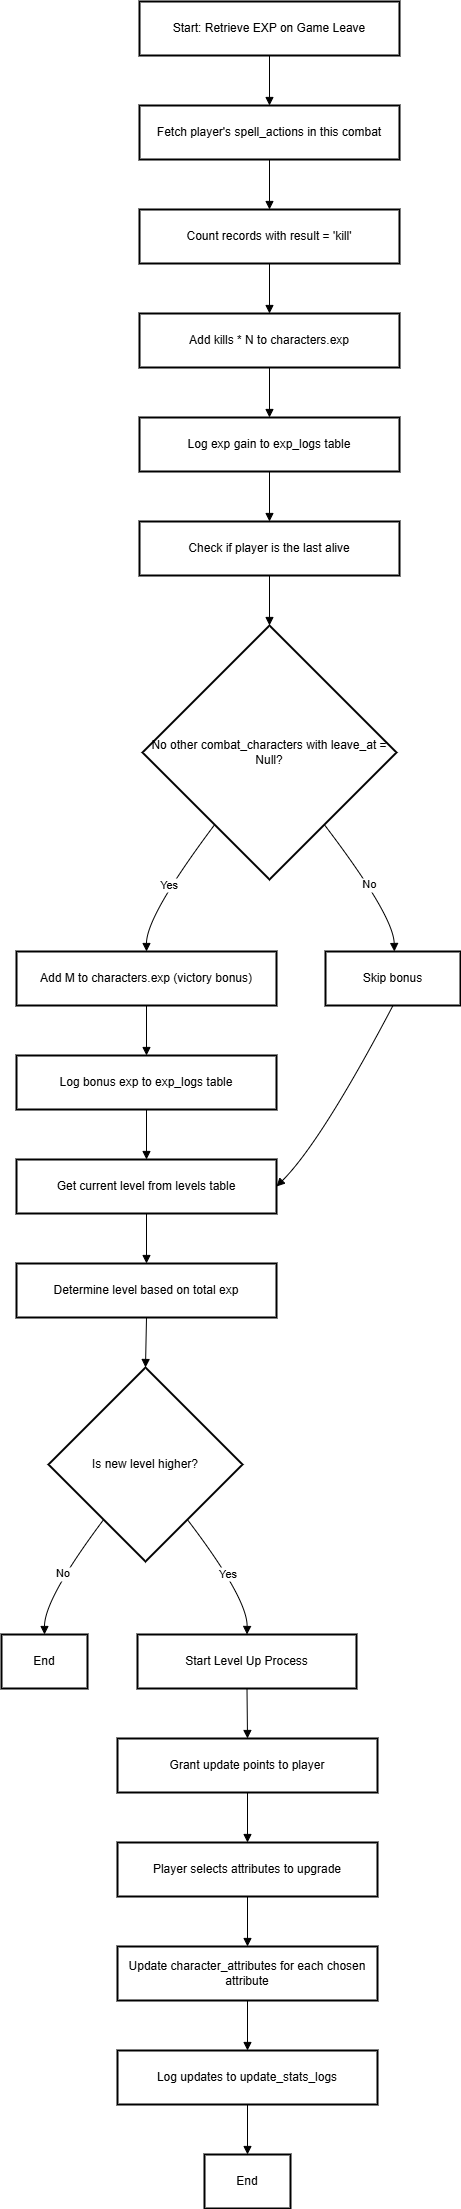 Start: Retrieve EXP on Game Leave
Fetch player's spell_actions in this combat
Count records with result = 'kill'
Add kills * N to characters.exp
Log exp gain to exp_logs table
Check if player is the last alive
No other combat_characters with leave_at =
Null?
Yes
No
Add M to characters.exp (victory bonus)
Skip bonus
Log bonus exp to exp_logs table
Get current level from levels table
Determine level based on total exp
Is new level higher?
No
Yes
End
Start Level Up Process
Grant update points to player
Player selects attributes to upgrade
Update character_attributes for each chosen
attribute
Log updates to update_stats_logs
End